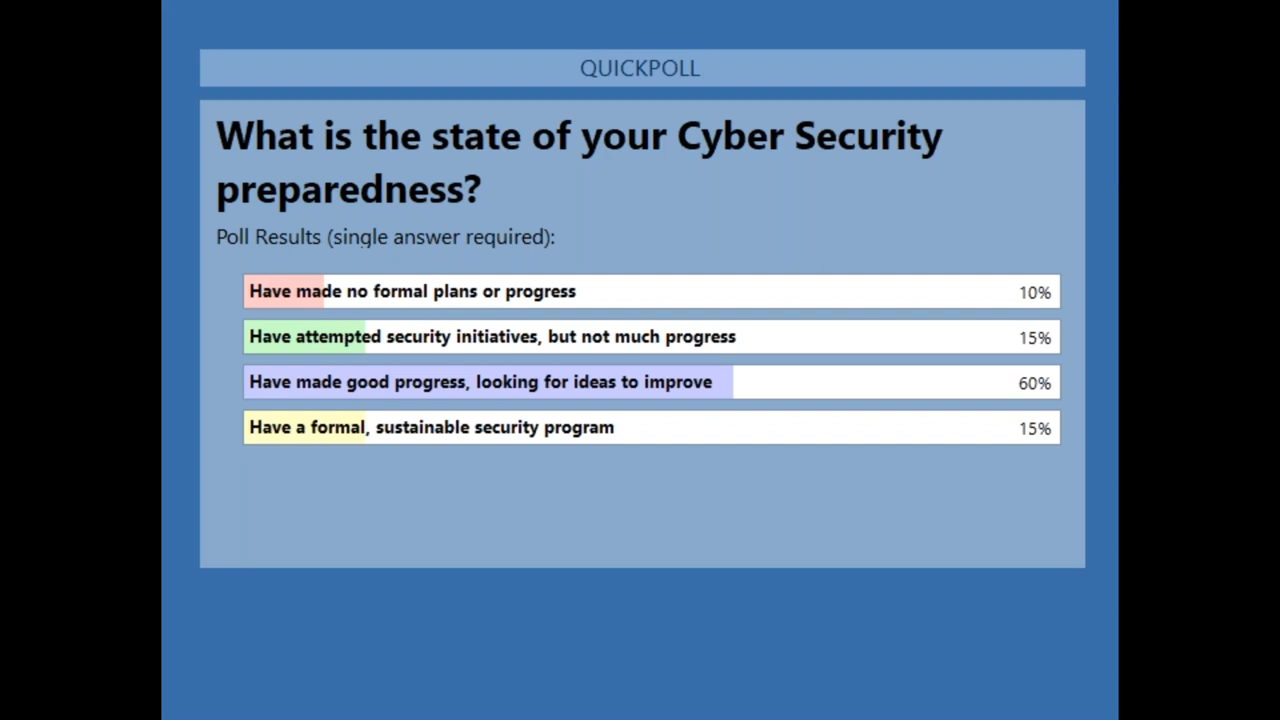 QUICKPOLL
What is the state of your Cyber Security
preparedness?
Poll Results (single answer required):
Have made no formal plans or progress 10%
Have attempted security initiatives, but not much progress 15%
Have made good progress, looking for ideas to improve 60%
Have a formal, sustainable security program 15%